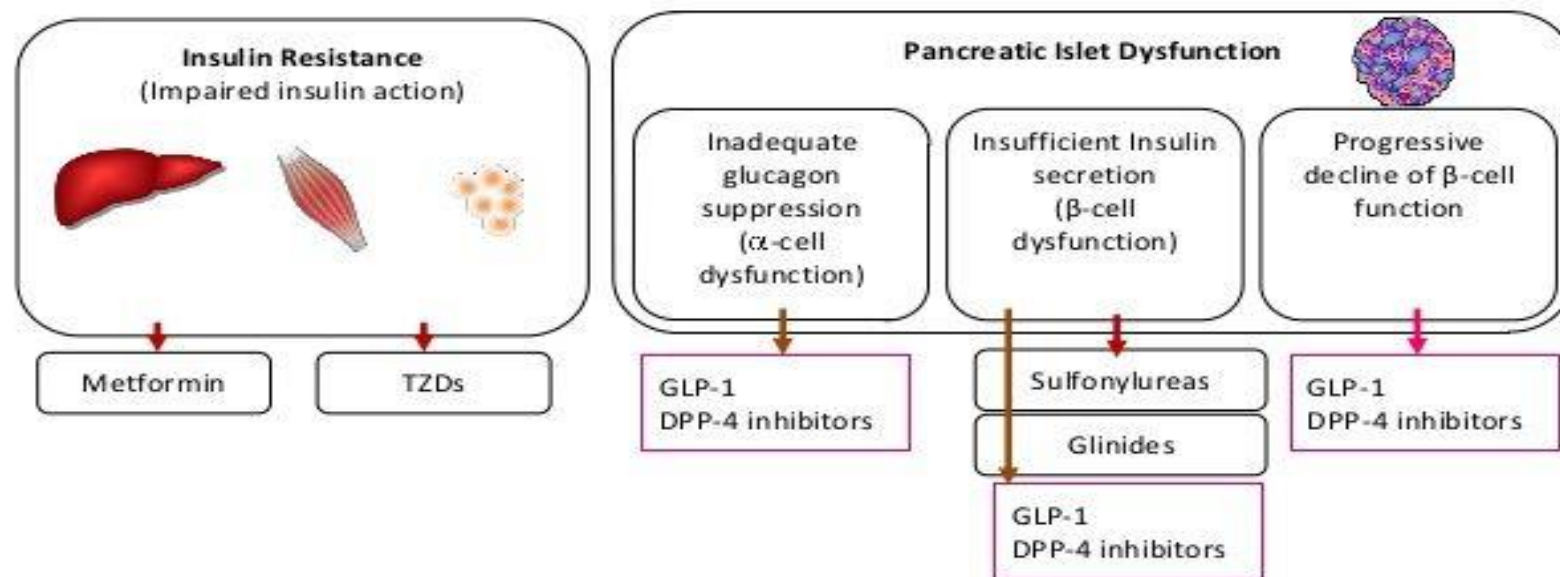 Insulin Resistance
(Impaired insulin action)
Metformin
TZDs
Pancreatic Islet Dysfunction
Inadequate
glucagon
suppression
(α-cell
dysfunction)
Insufficient Insulin
secretion
(β-cell
dysfunction)
Progressive
decline of β-cell
function
GLP-1
DPP-4 inhibitors
Sulfonylureas
Glinides
GLP-1
DPP-4 inhibitors
GLP-1
DPP-4 inhibitors